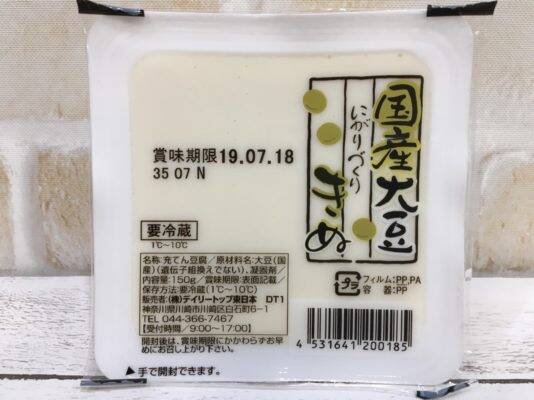 国産大豆
にがりづくり
きぬ
賞味期限19.07.18
35 07 N
要冷蔵
1℃~10℃
名称:充てん豆腐/原材料名:大豆(国
産)(遺伝子組換えでない)、凝固剤/
内容量:150g/賞味期限:表面記載/
保存方法:要冷蔵(1℃~10℃)
販売者:(株)デイリートップ東日本 DT1
神奈川県川崎市川崎区白石町6-1
TEL 044-366-7467
【受付時間/9:00~17:00】
開封後は、賞味期限にかかわらずお早
めにお召し上がり下さい。
プラ
フィルム:PP,PA
容器:PP
4 531641 200185
▲手で開封できます。